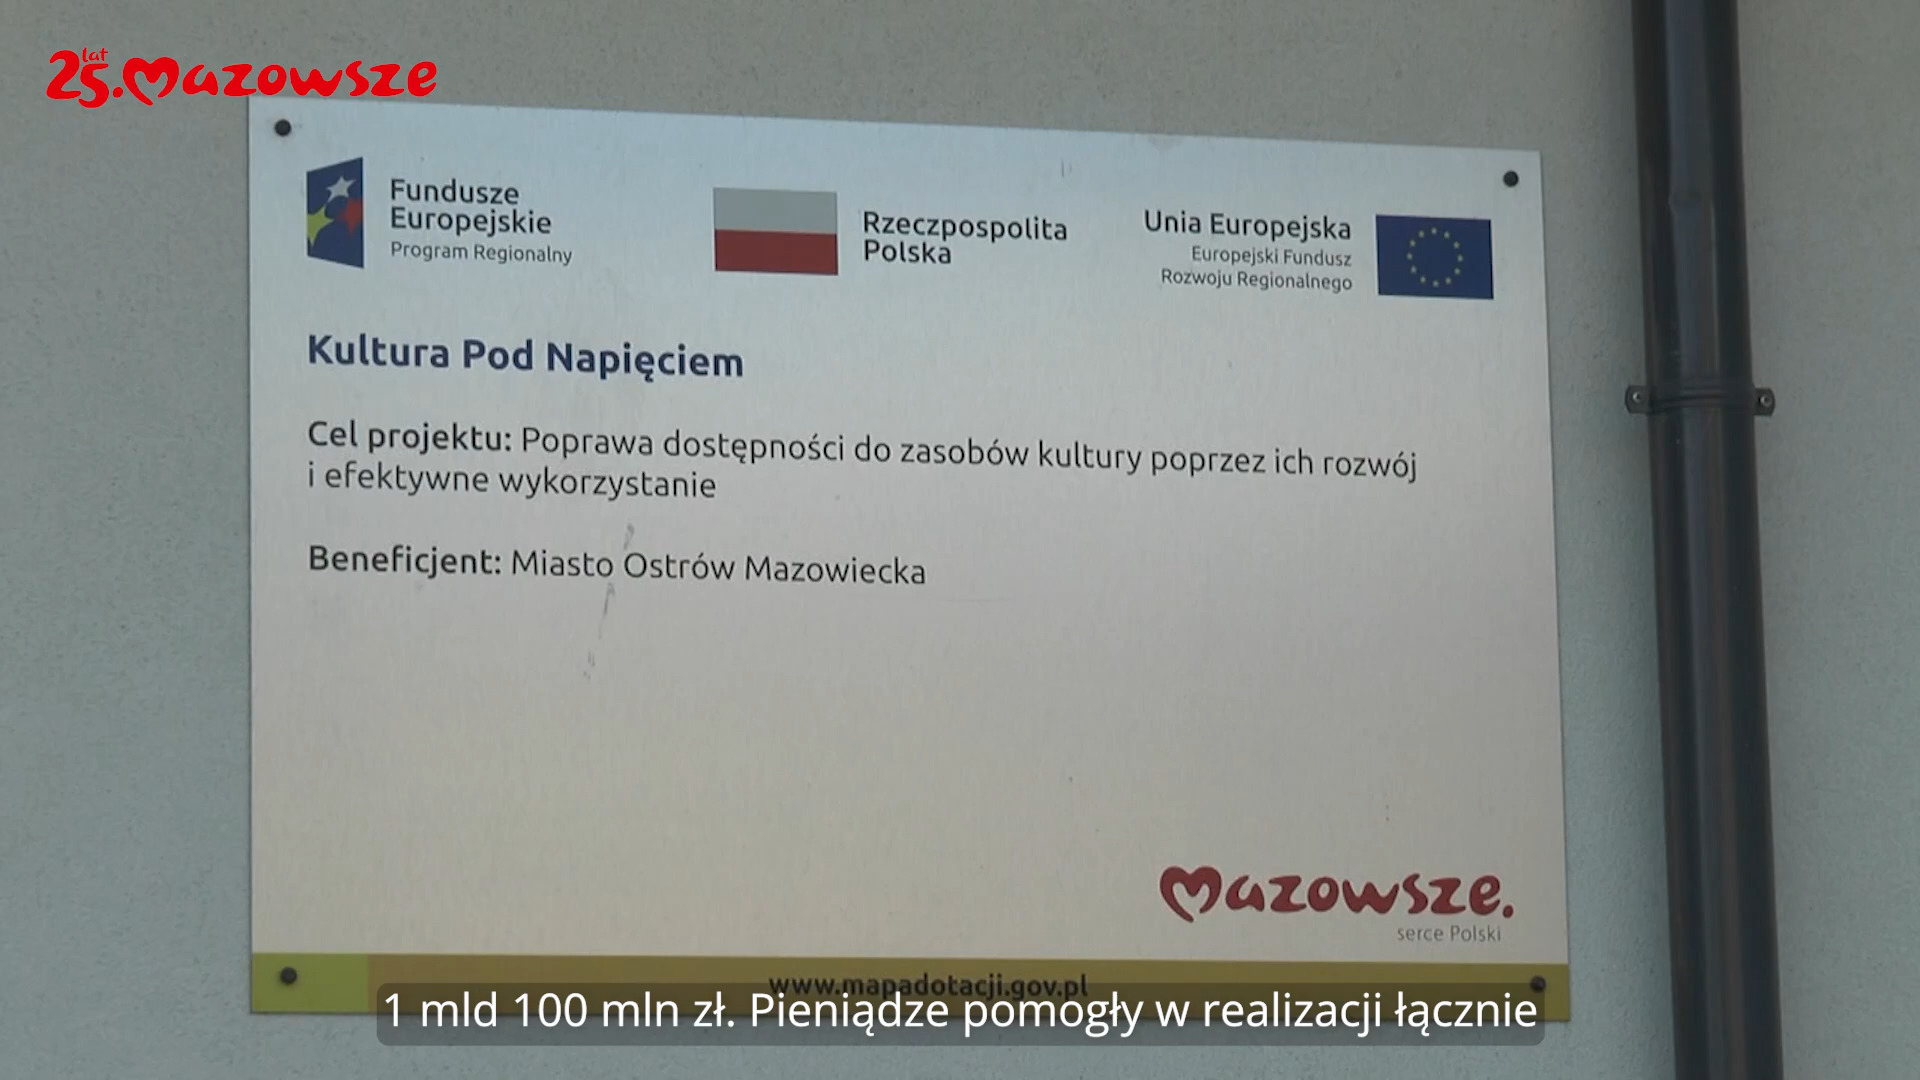 25 lat. Mazowsze
Fundusze
Europejskie
Program Regionalny
Rzeczpospolita
Polska
Unia Europejska
Europejski Fundusz
Rozwoju Regionalnego
Kultura Pod Napięciem
Cel projektu: Poprawa dostępności do zasobów kultury poprzez ich rozwój
i efektywne wykorzystanie
Beneficjent: Miasto Ostrów Mazowiecka
Mazowsze.
serce Polski
www.mapadotacji.gov.pl
1 mld 100 mln zł. Pieniądze pomogły w realizacji łącznie